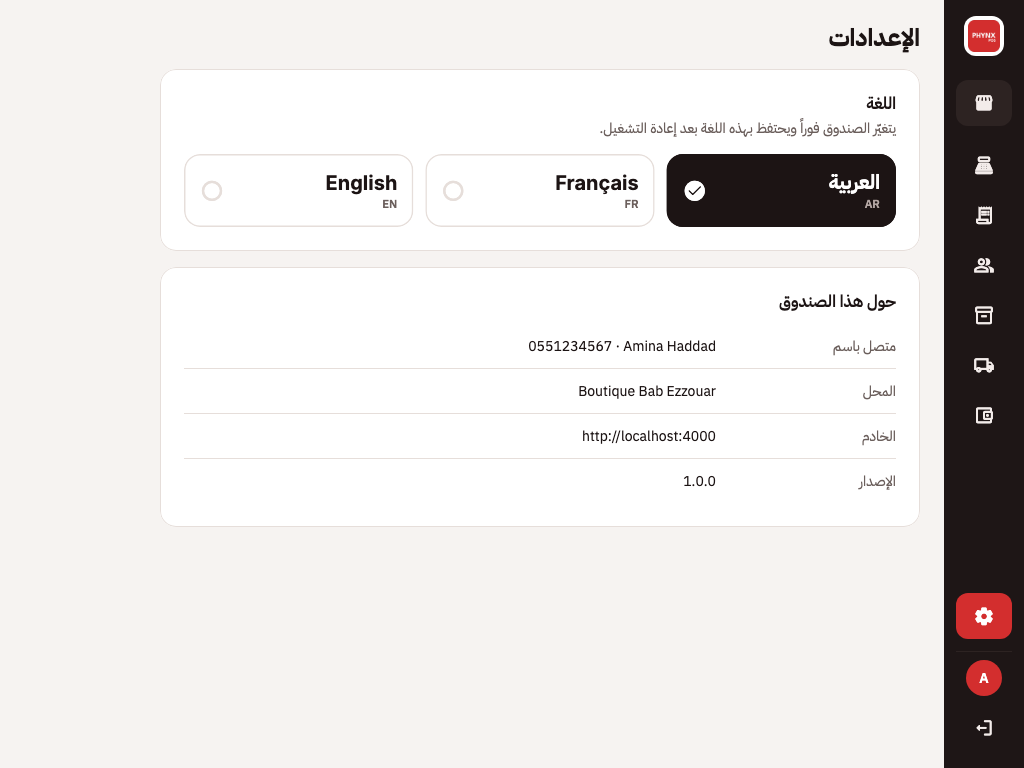 PHYNX
الإعدادات
اللغة
يتغيّر الصندوق فوراً ويحتفظ بهذه اللغة بعد إعادة التشغيل.
العربية
AR
Français
FR
English
EN
حول هذا الصندوق
متصل باسم
0551234567 · Amina Haddad
المحل
Boutique Bab Ezzouar
الخادم
http://localhost:4000
الإصدار
1.0.0
A